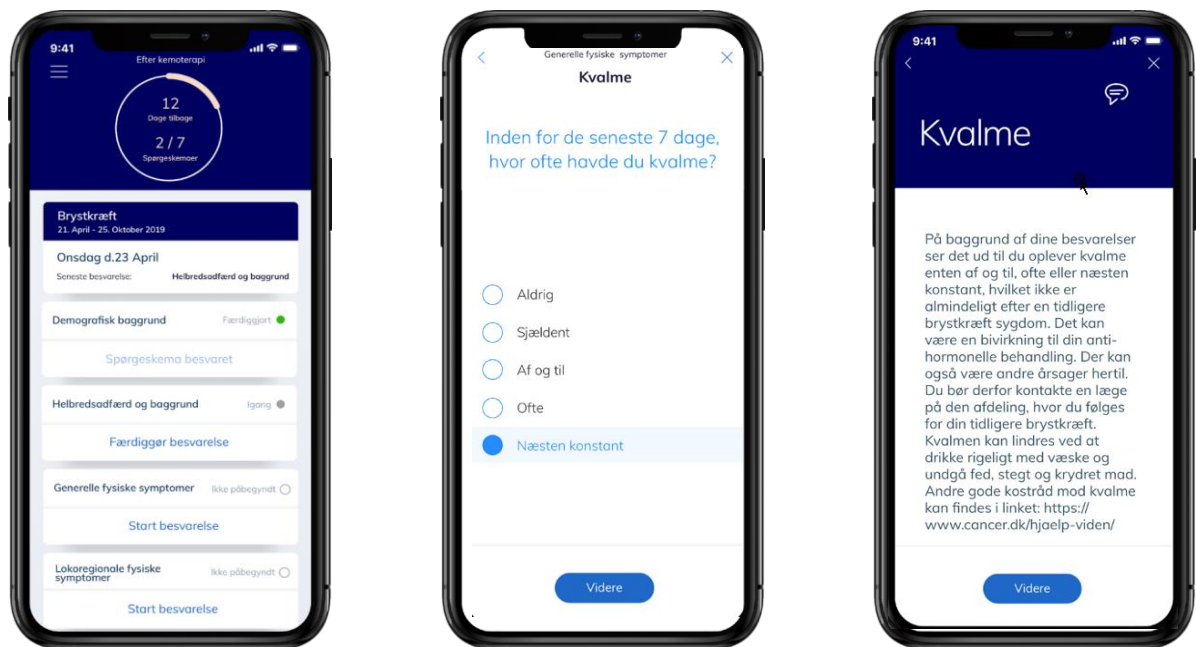 9:41
Efter kemoterapi
12
Dage tilbage
2 / 7
Spørgeskemaer
Brystkræft
21. April - 25. Oktober 2019
Onsdag d.23 April
Seneste besvarelse: Helbredsadfærd og baggrund
Demografisk baggrund Færdiggjort
Spørgeskema besvaret
Helbredsadfærd og baggrund Igang
Færdiggør besvarelse
Generelle fysiske symptomer Ikke påbegyndt
Start besvarelse
Lokoregionale fysiske
symptomer Ikke påbegyndt
Start besvarelse
Generelle fysiske symptomer
Kvalme
Inden for de seneste 7 dage,
hvor ofte havde du kvalme?
Aldrig
Sjældent
Af og til
Ofte
Næsten konstant
Videre
9:41
Kvalme
På baggrund af dine besvarelser
ser det ud til du oplever kvalme
enten af og til, ofte eller næsten
konstant, hvilket ikke er
almindeligt efter en tidligere
brystkræft sygdom. Det kan
være en bivirkning til din anti-
hormonelle behandling. Der kan
også være andre årsager hertil.
Du bør derfor kontakte en læge
på den afdeling, hvor du følges
for din tidligere brystkræft.
Kvalmen kan lindres ved at
drikke rigeligt med væske og
undgå fed, stegt og krydret mad.
Andre gode kostråd mod kvalme
kan findes i linket: https://
www.cancer.dk/hjaelp-viden/
Videre